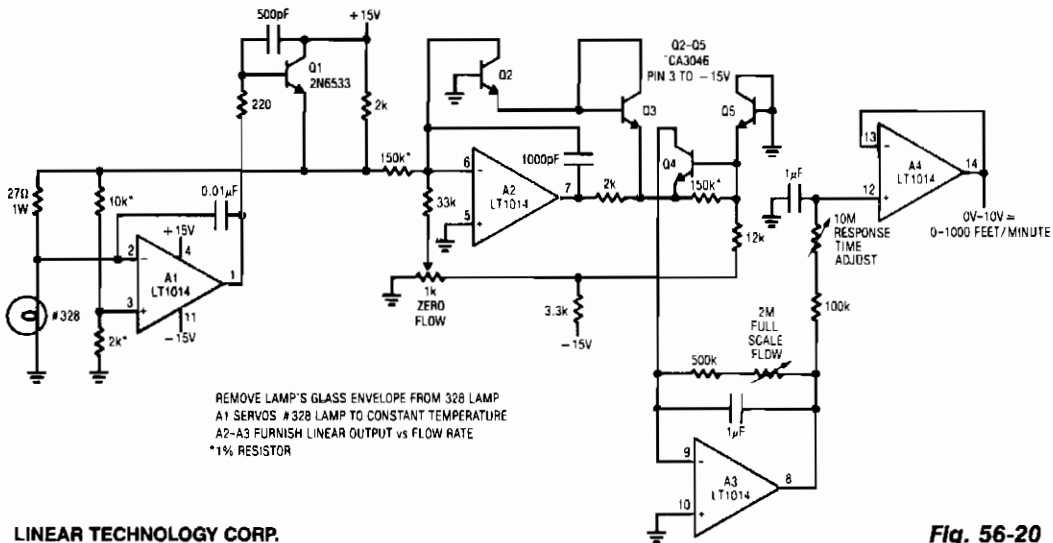 500pF
+15V
Q1
2N6533
220
2k
Q2
Q2-Q5
CA3046
PIN 3 TO −15V
Q3
Q5
Q4
150k*
6
−
1000pF
A2
LT1014
7
5
+
2k
150k*
33k
12k
1k
ZERO
FLOW
3.3k
−15V
27Ω
1W
10k*
0.01µF
+15V
2
−
4
A1
LT1014
1
3
+
11
−15V
2k*
#328
1µF
13
−
A4
LT1014
14
12
+
0V-10V =
0-1000 FEET/MINUTE
10M
RESPONSE
TIME
ADJUST
100k
2M
FULL
SCALE
FLOW
500k
1µF
9
−
A3
LT1014
8
10
+
REMOVE LAMP'S GLASS ENVELOPE FROM 328 LAMP
A1 SERVOS #328 LAMP TO CONSTANT TEMPERATURE
A2-A3 FURNISH LINEAR OUTPUT vs FLOW RATE
*1% RESISTOR
LINEAR TECHNOLOGY CORP.
Fig. 56-20